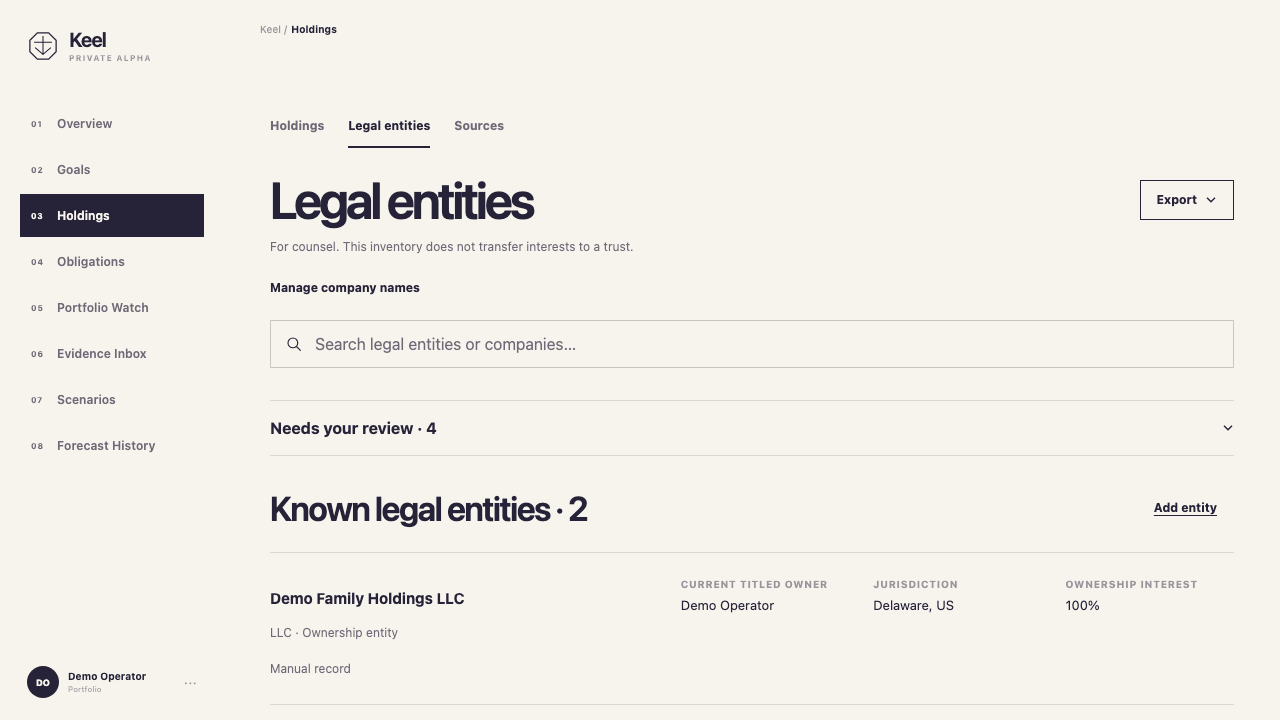 Keel
PRIVATE ALPHA
Keel / Holdings
01 Overview
02 Goals
03 Holdings
04 Obligations
05 Portfolio Watch
06 Evidence Inbox
07 Scenarios
08 Forecast History
DO
Demo Operator
Portfolio
...
Holdings Legal entities Sources
Legal entities
Export
For counsel. This inventory does not transfer interests to a trust.
Manage company names
Search legal entities or companies...
Needs your review · 4
Known legal entities · 2
Add entity
Demo Family Holdings LLC
LLC · Ownership entity
Manual record
CURRENT TITLED OWNER
Demo Operator
JURISDICTION
Delaware, US
OWNERSHIP INTEREST
100%